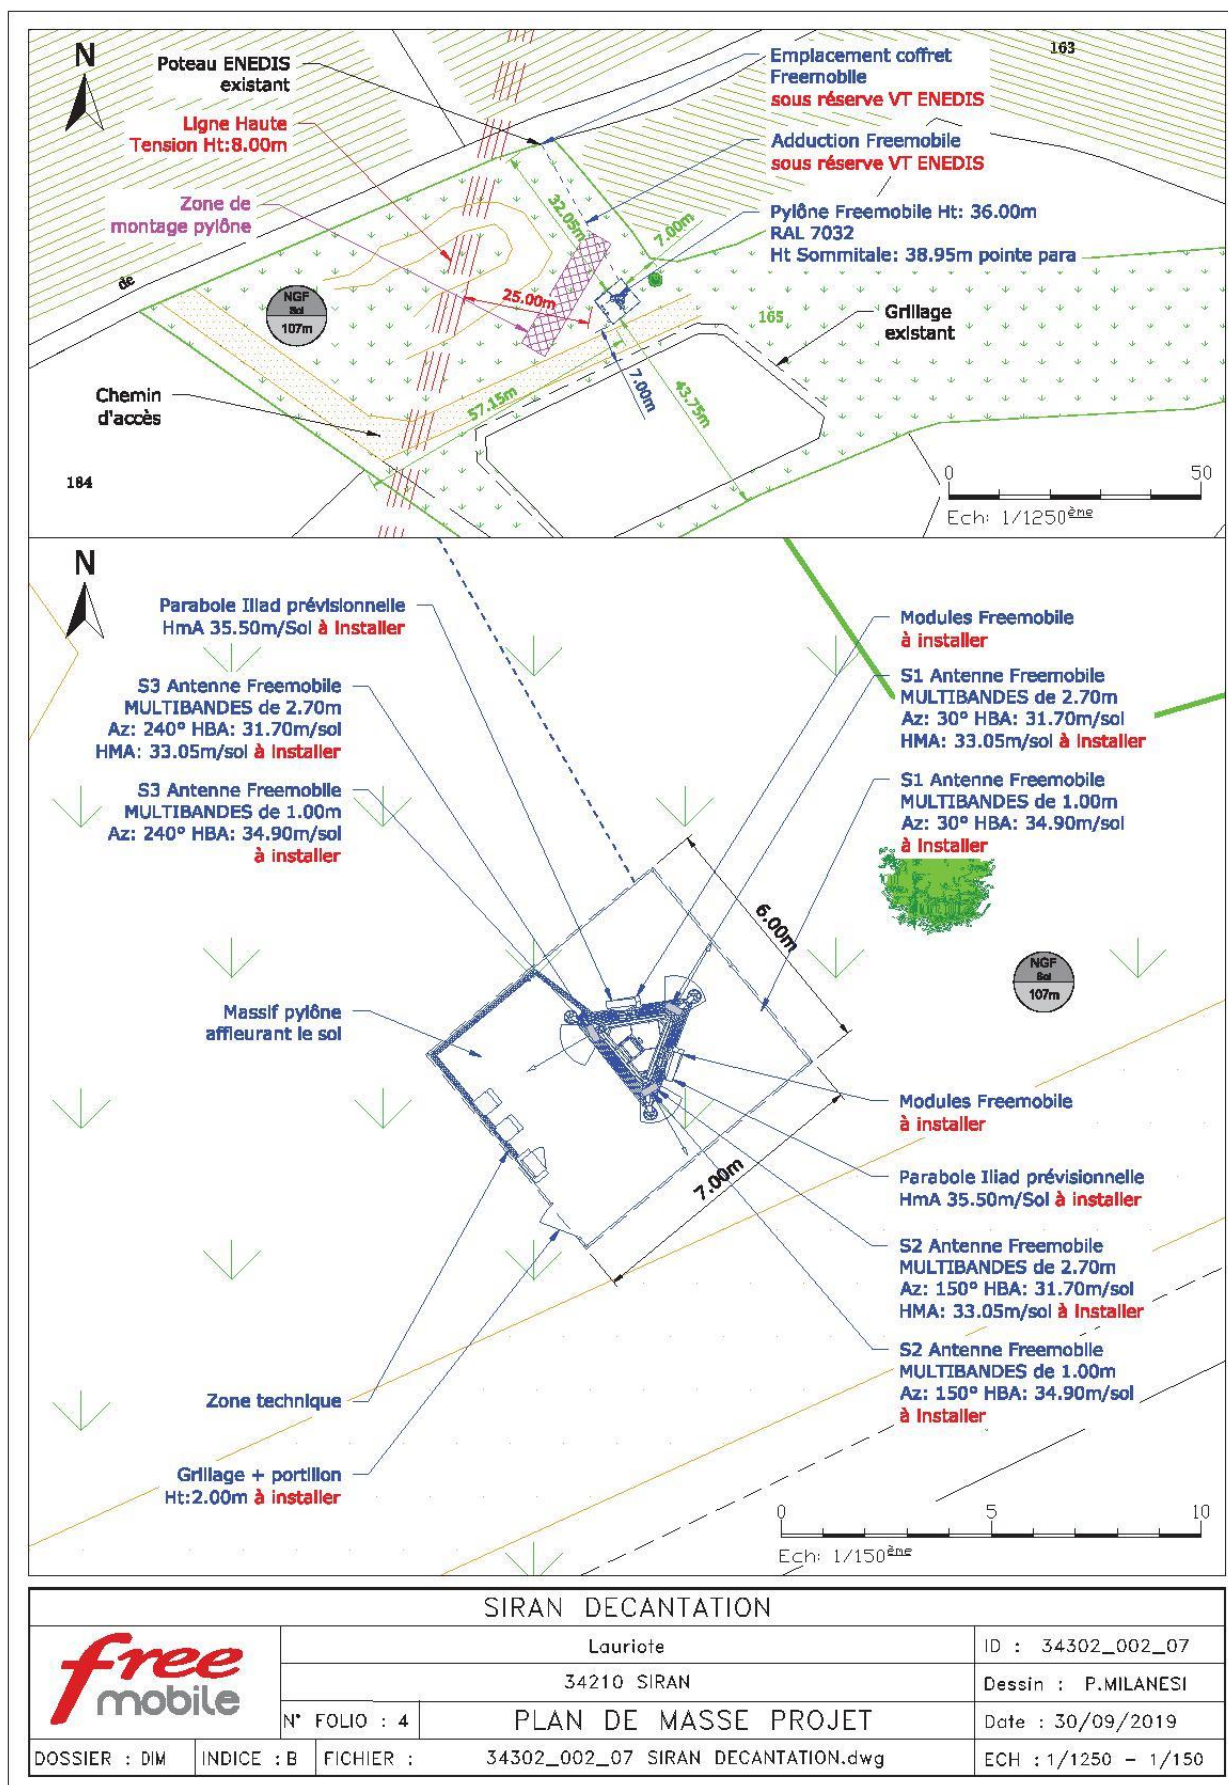 N
Poteau ENEDIS
existant
Ligne Haute
Tension Ht:8.00m
Zone de
montage pylône
de
NGF
Sol
107m
Chemin
d'accès
184
Emplacement coffret
Freemobile
sous réserve VT ENEDIS
163
Adduction Freemobile
sous réserve VT ENEDIS
Pylône Freemobile Ht: 36.00m
RAL 7032
Ht Sommitale: 38.95m pointe para
32.05m
7.00m
25.00m
165
Grillage
existant
7.00m
57.15m
43.75m
0 50
Ech: 1/1250ème
N
Parabole Iliad prévisionnelle
HmA 35.50m/Sol à installer
S3 Antenne Freemobile
MULTIBANDES de 2.70m
Az: 240° HBA: 31.70m/sol
HMA: 33.05m/sol à installer
S3 Antenne Freemobile
MULTIBANDES de 1.00m
Az: 240° HBA: 34.90m/sol
à installer
Massif pylône
affleurant le sol
Zone technique
Grillage + portillon
Ht:2.00m à installer
Modules Freemobile
à installer
S1 Antenne Freemobile
MULTIBANDES de 2.70m
Az: 30° HBA: 31.70m/sol
HMA: 33.05m/sol à installer
S1 Antenne Freemobile
MULTIBANDES de 1.00m
Az: 30° HBA: 34.90m/sol
à installer
6.00m
NGF
Sol
107m
7.00m
Modules Freemobile
à installer
Parabole Iliad prévisionnelle
HmA 35.50m/Sol à installer
S2 Antenne Freemobile
MULTIBANDES de 2.70m
Az: 150° HBA: 31.70m/sol
HMA: 33.05m/sol à installer
S2 Antenne Freemobile
MULTIBANDES de 1.00m
Az: 150° HBA: 34.90m/sol
à installer
0 5 10
Ech: 1/150ème
SIRAN DECANTATION
free
mobile
Lauriote
ID : 34302_002_07
34210 SIRAN
Dessin : P.MILANESI
N° FOLIO : 4
PLAN DE MASSE PROJET
Date : 30/09/2019
DOSSIER : DIM
INDICE : B
FICHIER : 34302_002_07 SIRAN DECANTATION.dwg
ECH : 1/1250 - 1/150